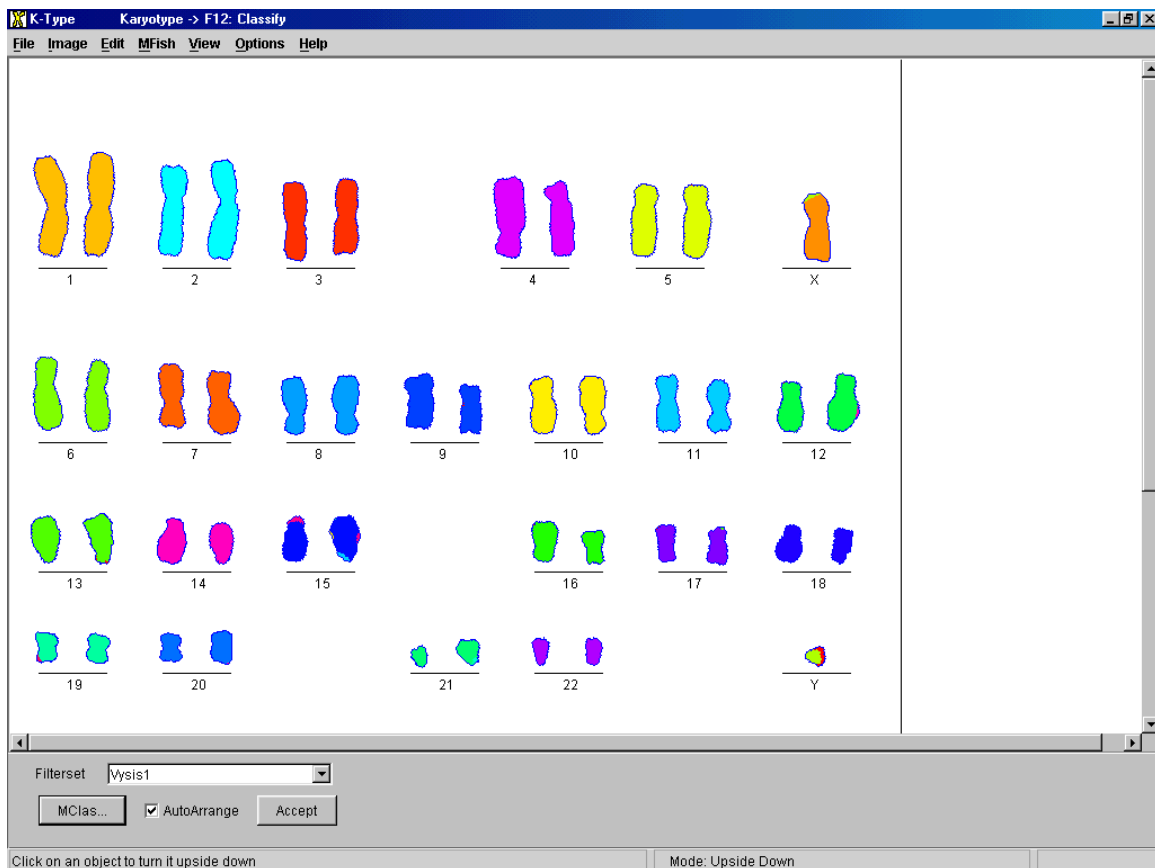 K-Type Karyotype -> F12: Classify
File Image Edit MFish View Options Help
1 2 3 4 5 X
6 7 8 9 10 11 12
13 14 15 16 17 18
19 20 21 22 Y
Filterset Vysis1
MClas... AutoArrange Accept
Click on an object to turn it upside down Mode: Upside Down